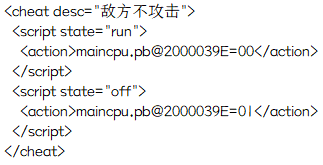 <cheat desc="敌方不攻击">
<script state="run">
<action>maincpu.pb@2000039E=00</action>
</script>
<script state="off">
<action>maincpu.pb@2000039E=01</action>
</script>
</cheat>